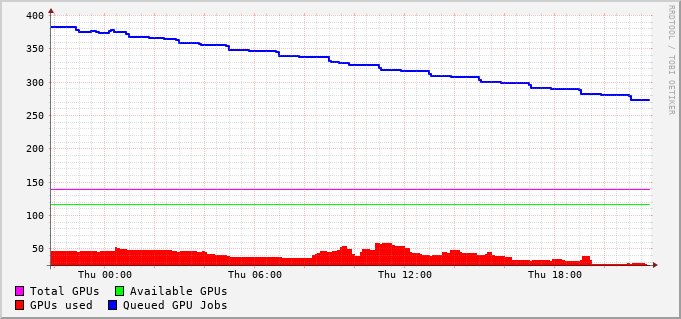 400
350
300
250
200
150
100
50
Thu 00:00 Thu 06:00 Thu 12:00 Thu 18:00
Total GPUs Available GPUs
GPUs used Queued GPU Jobs
RRDTOOL / TOBI OETIKER